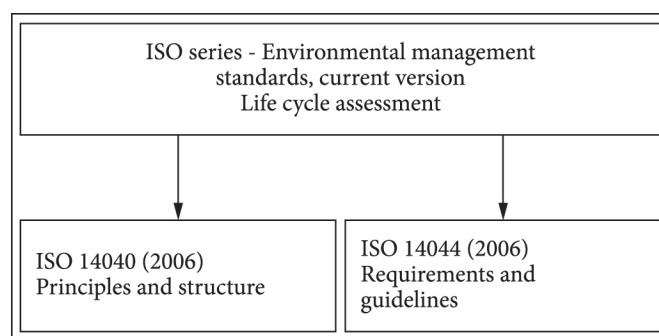 ISO series - Environmental management
standards, current version
Life cycle assessment
ISO 14040 (2006)
Principles and structure
ISO 14044 (2006)
Requirements and
guidelines